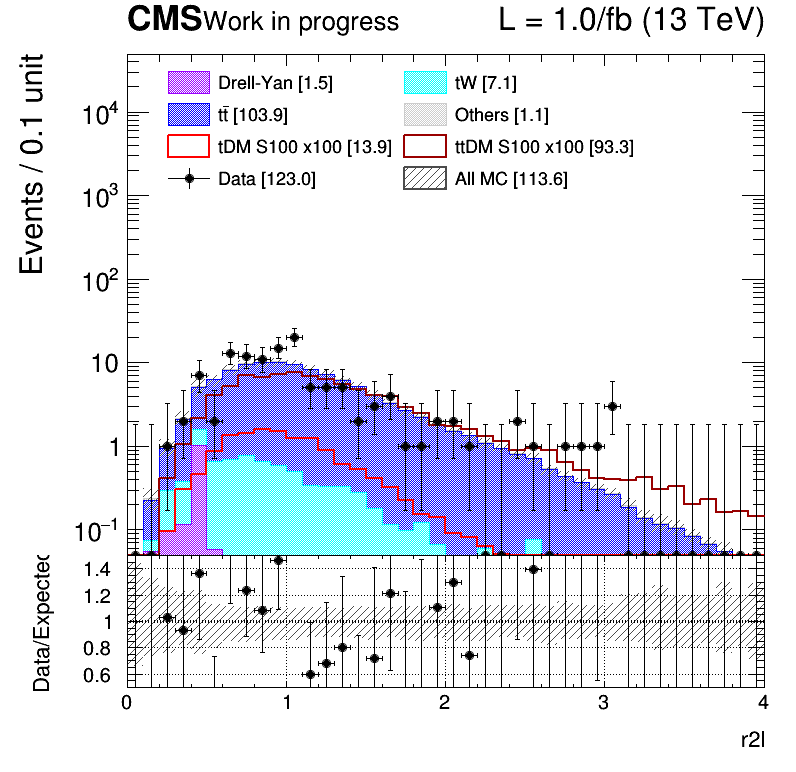 CMS Work in progress L = 1.0/fb (13 TeV)
Events / 0.1 unit
Drell-Yan [1.5] tW [7.1]
tt̄ [103.9] Others [1.1]
tDM S100 x100 [13.9] ttDM S100 x100 [93.3]
Data [123.0] All MC [113.6]
10⁴
10³
10²
10
1
10⁻¹
Data/Expected
1.4
1.2
1
0.8
0.6
0 1 2 3 4
r2l